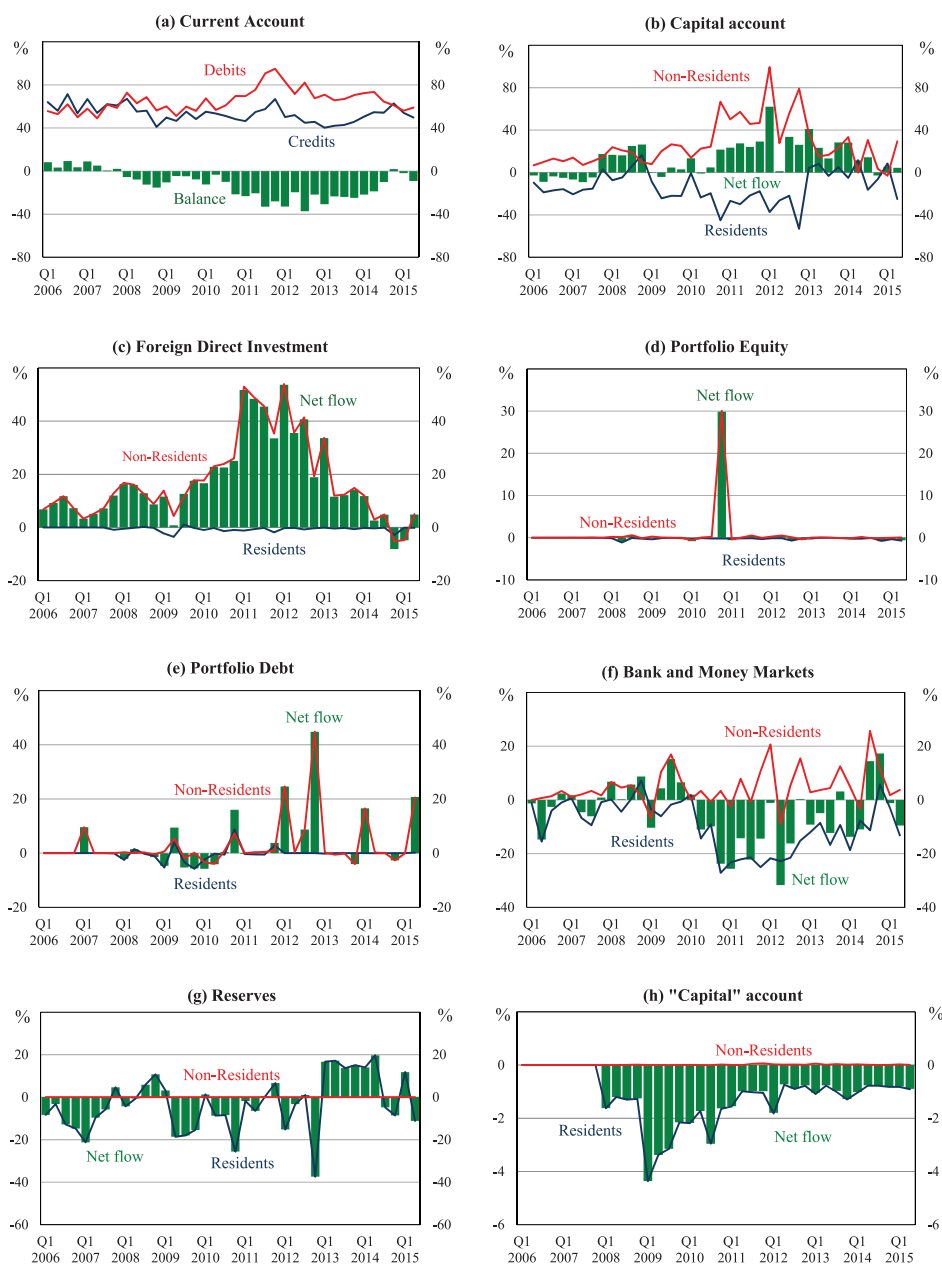 (a) Current Account
%
%
80
80
Debits
40
40
Credits
0
0
Balance
-40
-40
-80
-80
Q1 Q1 Q1 Q1 Q1 Q1 Q1 Q1 Q1 Q1
2006 2007 2008 2009 2010 2011 2012 2013 2014 2015
(b) Capital account
%
%
120
120
Non-Residents
80
80
40
40
0
0
Net flow
-40
-40
Residents
-80
-80
Q1 Q1 Q1 Q1 Q1 Q1 Q1 Q1 Q1 Q1
2006 2007 2008 2009 2010 2011 2012 2013 2014 2015
(c) Foreign Direct Investment
%
%
Net flow
40
40
Non-Residents
20
20
0
0
Residents
-20
-20
Q1 Q1 Q1 Q1 Q1 Q1 Q1 Q1 Q1 Q1
2006 2007 2008 2009 2010 2011 2012 2013 2014 2015
(d) Portfolio Equity
%
%
Net flow
30
30
20
20
10
10
Non-Residents
0
0
Residents
-10
-10
Q1 Q1 Q1 Q1 Q1 Q1 Q1 Q1 Q1 Q1
2006 2007 2008 2009 2010 2011 2012 2013 2014 2015
(e) Portfolio Debt
%
%
Net flow
40
40
Non-Residents
20
20
0
0
Residents
-20
-20
Q1 Q1 Q1 Q1 Q1 Q1 Q1 Q1 Q1 Q1
2006 2007 2008 2009 2010 2011 2012 2013 2014 2015
(f) Bank and Money Markets
%
%
Non-Residents
20
20
0
0
Residents
-20
-20
Net flow
-40
-40
Q1 Q1 Q1 Q1 Q1 Q1 Q1 Q1 Q1 Q1
2006 2007 2008 2009 2010 2011 2012 2013 2014 2015
(g) Reserves
%
%
20
20
Non-Residents
0
0
-20
-20
Net flow
Residents
-40
-40
-60
-60
Q1 Q1 Q1 Q1 Q1 Q1 Q1 Q1 Q1 Q1
2006 2007 2008 2009 2010 2011 2012 2013 2014 2015
(h) "Capital" account
%
%
Non-Residents
0
0
Residents
-2
-2
Net flow
-4
-4
-6
-6
Q1 Q1 Q1 Q1 Q1 Q1 Q1 Q1 Q1 Q1
2006 2007 2008 2009 2010 2011 2012 2013 2014 2015